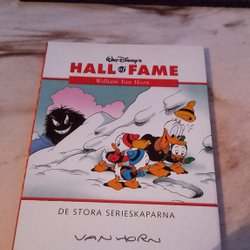 WALT DISNEY'S
HALL OF FAME
William Van Horn
DE STORA SERIESKAPARNA
VAN HORN